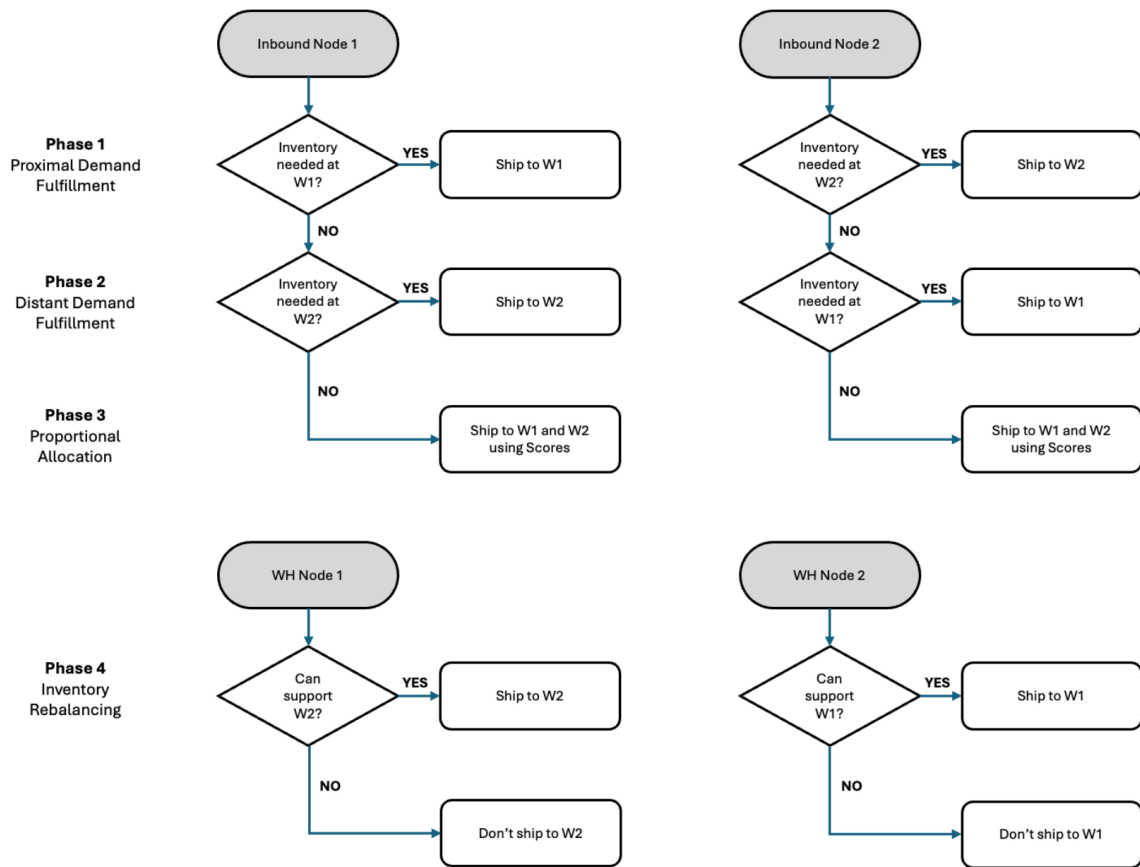 Inbound Node 1
Inbound Node 2
Phase 1
Proximal Demand
Fulfillment
Inventory
needed at
W1?
YES
Ship to W1
Inventory
needed at
W2?
YES
Ship to W2
NO
NO
Phase 2
Distant Demand
Fulfillment
Inventory
needed at
W2?
YES
Ship to W2
Inventory
needed at
W1?
YES
Ship to W1
NO
NO
Phase 3
Proportional
Allocation
Ship to W1 and W2
using Scores
Ship to W1 and W2
using Scores
WH Node 1
WH Node 2
Phase 4
Inventory
Rebalancing
Can
support
W2?
YES
Ship to W2
Can
support
W1?
YES
Ship to W1
NO
NO
Don't ship to W2
Don't ship to W1